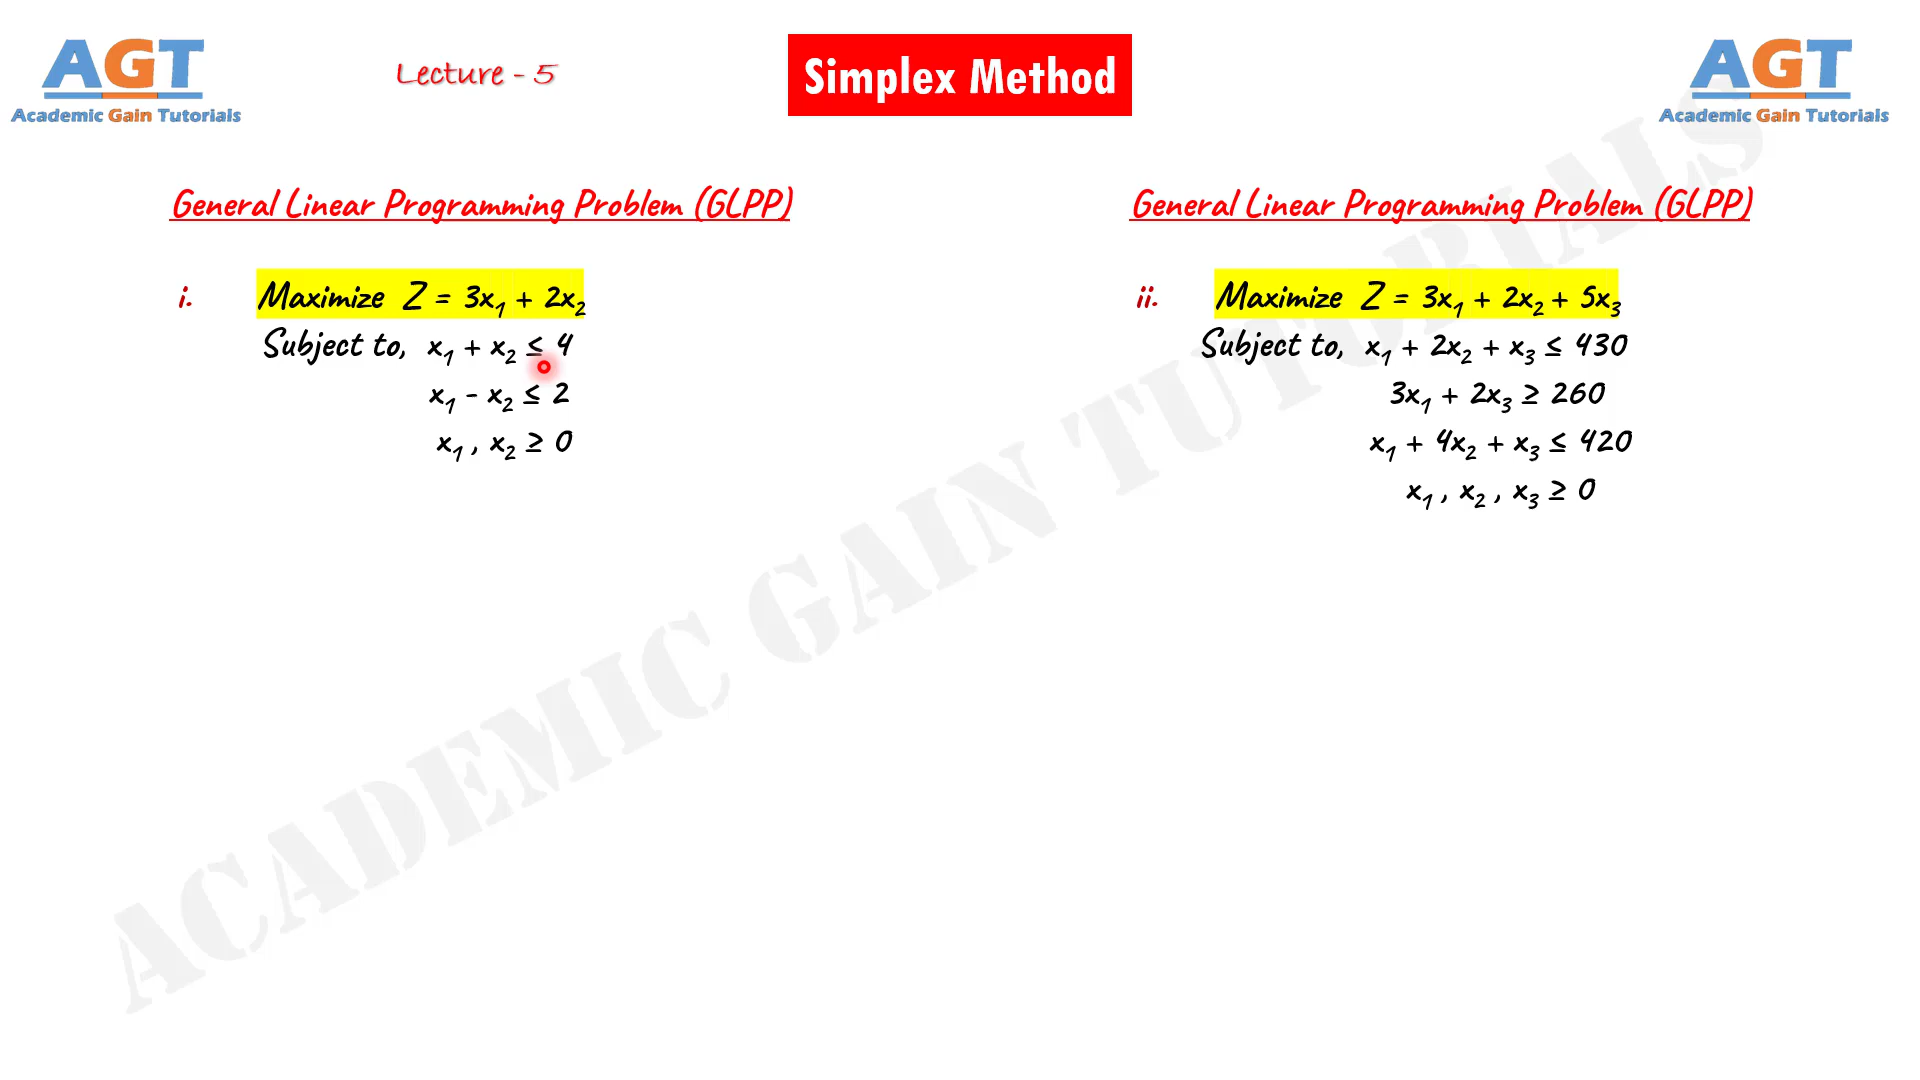 AGT
Academic Gain Tutorials
Lecture - 5
Simplex Method
AGT
Academic Gain Tutorials
General Linear Programming Problem (GLPP)
i. Maximize Z = 3x₁ + 2x₂
Subject to, x₁ + x₂ ≤ 4
x₁ - x₂ ≤ 2
x₁ , x₂ ≥ 0
General Linear Programming Problem (GLPP)
ii. Maximize Z = 3x₁ + 2x₂ + 5x₃
Subject to, x₁ + 2x₂ + x₃ ≤ 430
3x₁ + 2x₃ ≥ 260
x₁ + 4x₂ + x₃ ≤ 420
x₁ , x₂ , x₃ ≥ 0
ACADEMIC GAIN TUTORIALS